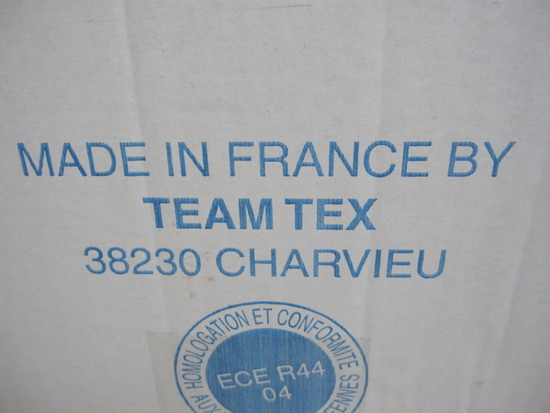 MADE IN FRANCE BY
TEAM TEX
38230 CHARVIEU
HOMOLOGATION ET CONFORMITE
ECE R44
04
AUX